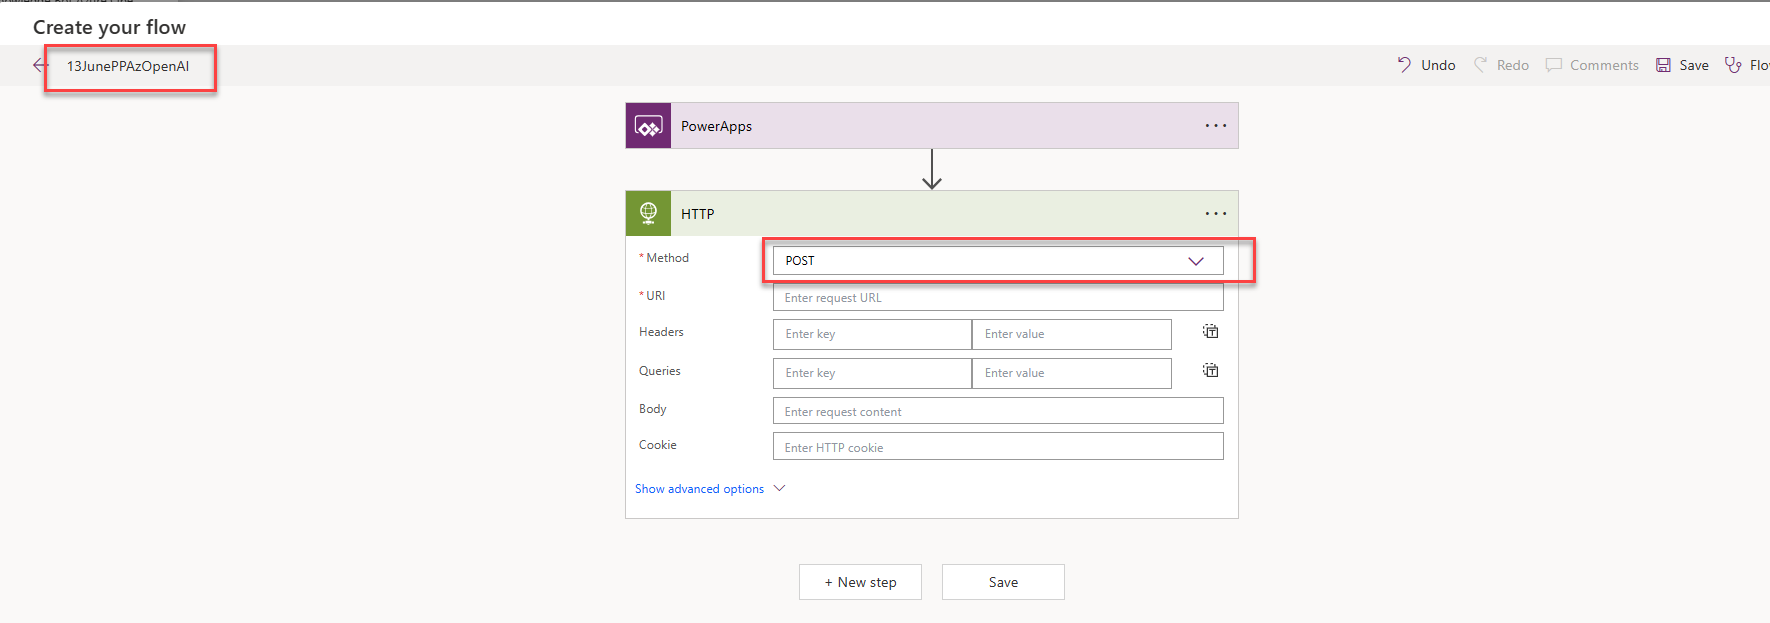 Create your flow
13JunePPAzOpenAI
Undo Redo Comments Save Flo
PowerApps
HTTP
* Method POST
* URI Enter request URL
Headers Enter key Enter value
Queries Enter key Enter value
Body Enter request content
Cookie Enter HTTP cookie
Show advanced options
+ New step Save